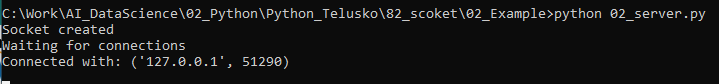 C:\Work\AI_DataScience\02_Python\Python_Telusko\82_scoket\02_Example>python 02_server.py
Socket created
Waiting for connections
Connected with: ('127.0.0.1', 51290)